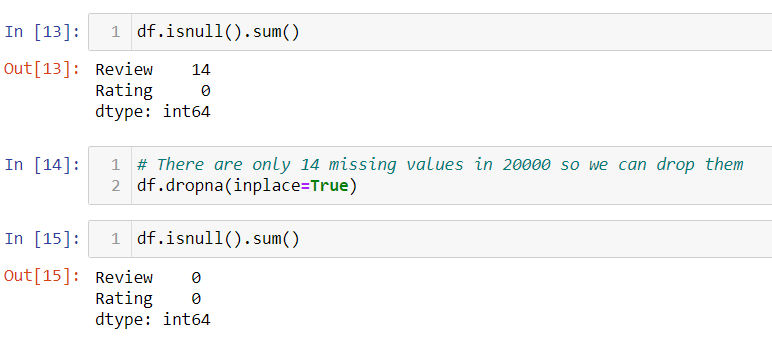 In [13]: 1 df.isnull().sum()
Out[13]: Review    14
Rating     0
dtype: int64
In [14]: 1 # There are only 14 missing values in 20000 so we can drop them
2 df.dropna(inplace=True)
In [15]: 1 df.isnull().sum()
Out[15]: Review    0
Rating    0
dtype: int64